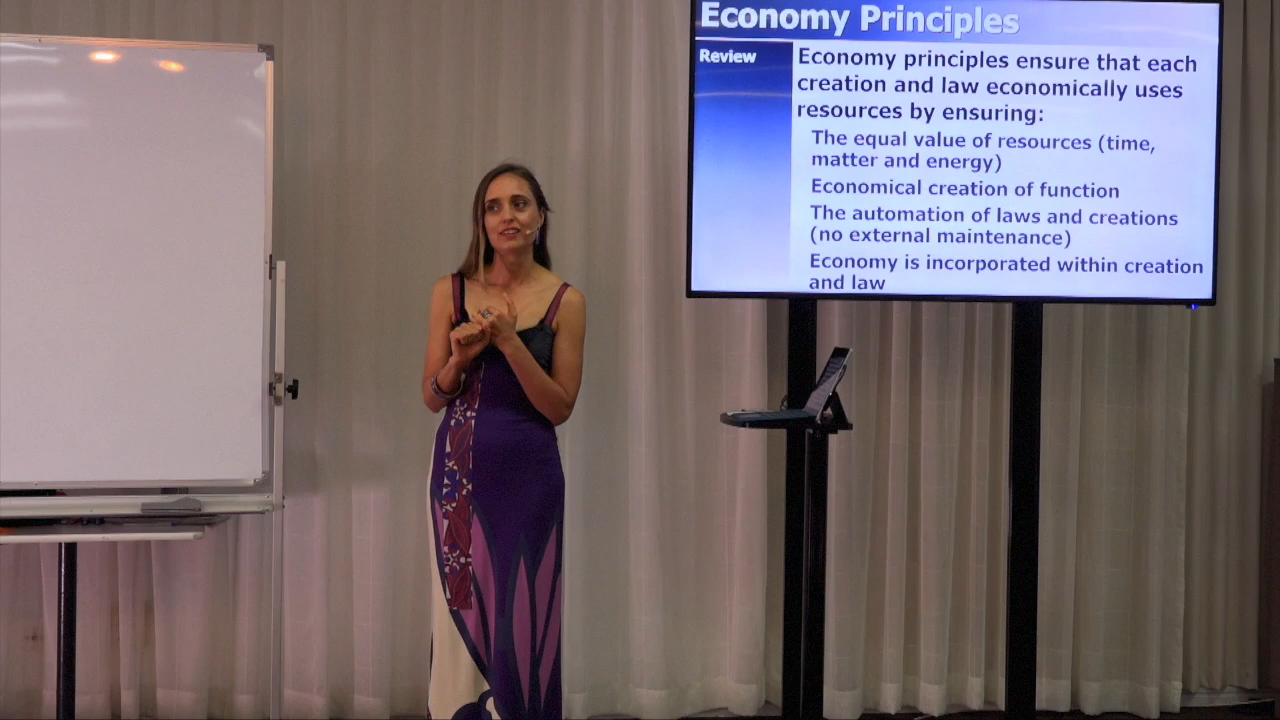 Economy Principles
Review
Economy principles ensure that each
creation and law economically uses
resources by ensuring:
The equal value of resources (time,
matter and energy)
Economical creation of function
The automation of laws and creations
(no external maintenance)
Economy is incorporated within creation
and law